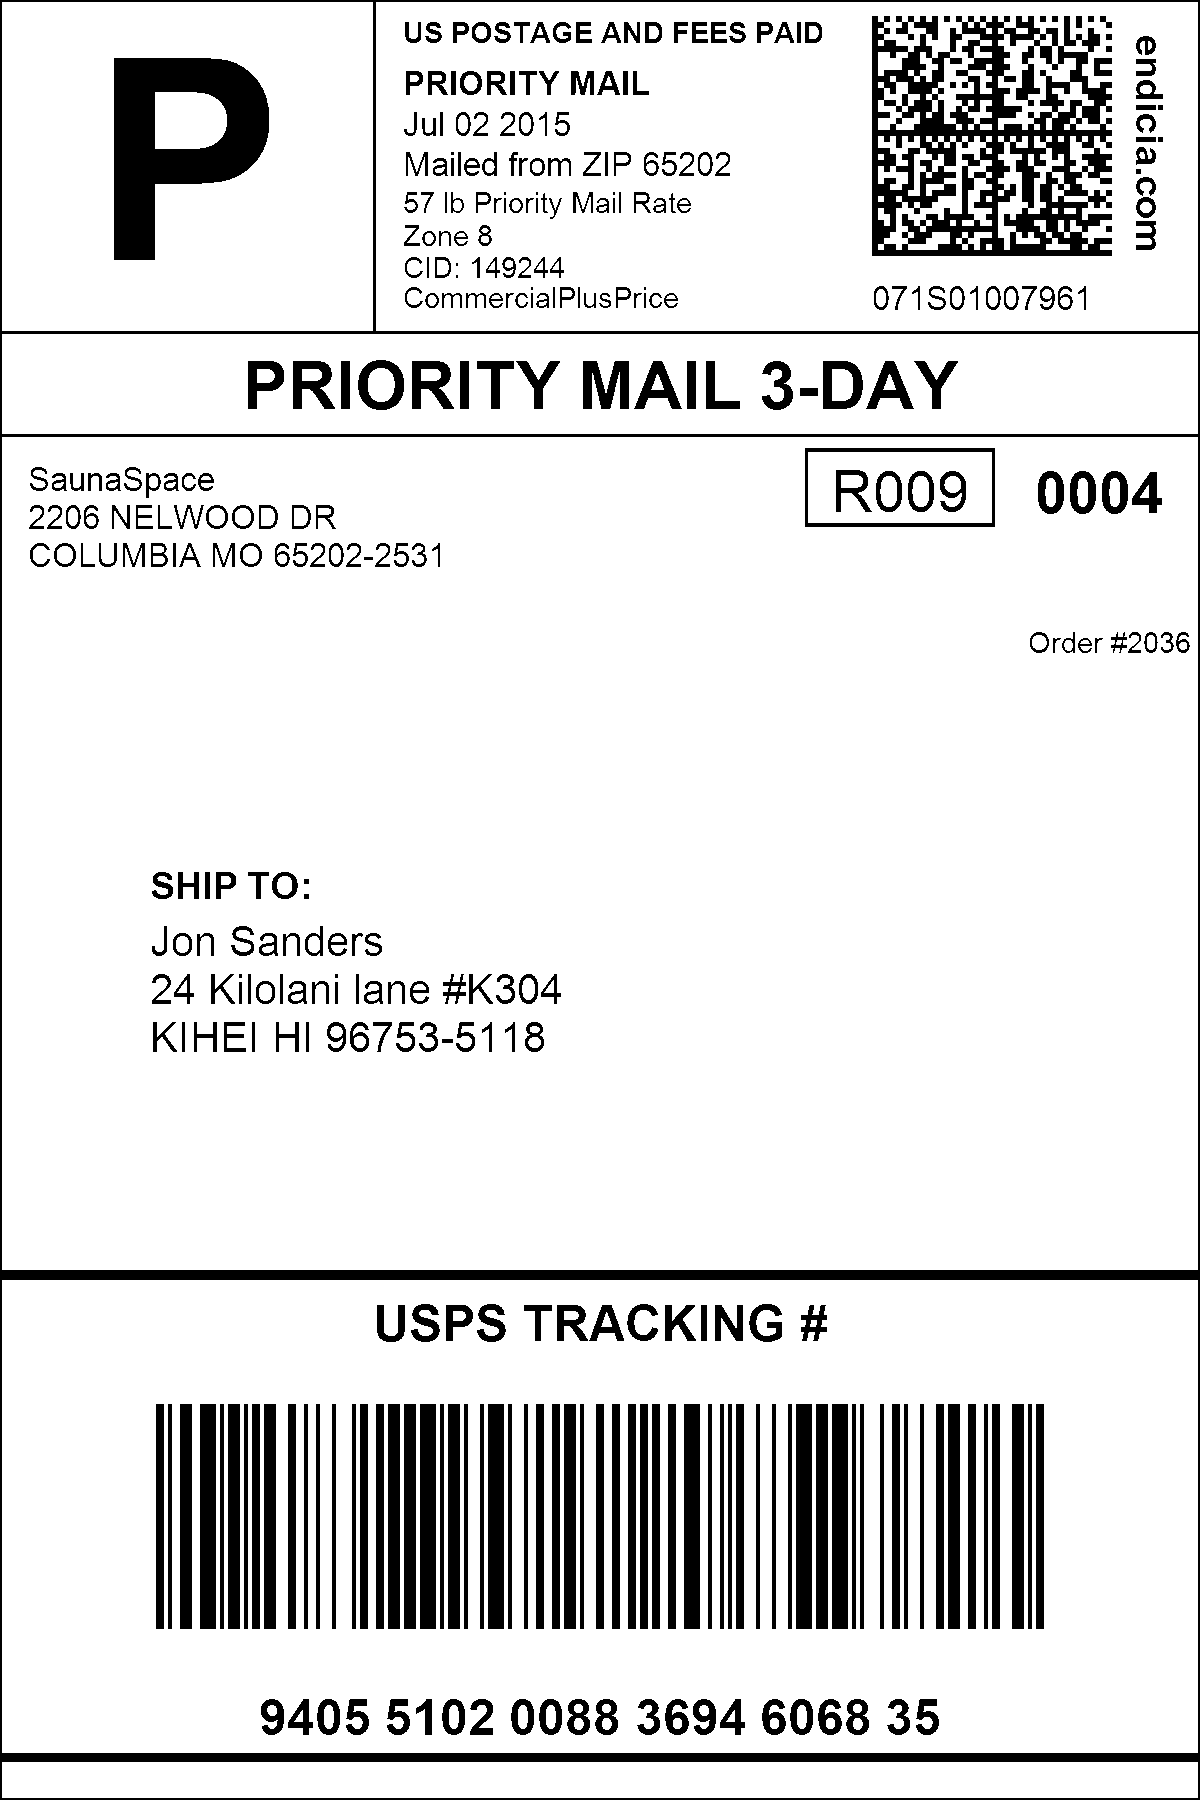 P
US POSTAGE AND FEES PAID
PRIORITY MAIL
Jul 02 2015
Mailed from ZIP 65202
57 lb Priority Mail Rate
Zone 8
CID: 149244
CommercialPlusPrice
endicia.com
071S01007961
PRIORITY MAIL 3-DAY
SaunaSpace
2206 NELWOOD DR
COLUMBIA MO 65202-2531
R009 0004
Order #2036
SHIP TO:
Jon Sanders
24 Kilolani lane #K304
KIHEI HI 96753-5118
USPS TRACKING #
9405 5102 0088 3694 6068 35